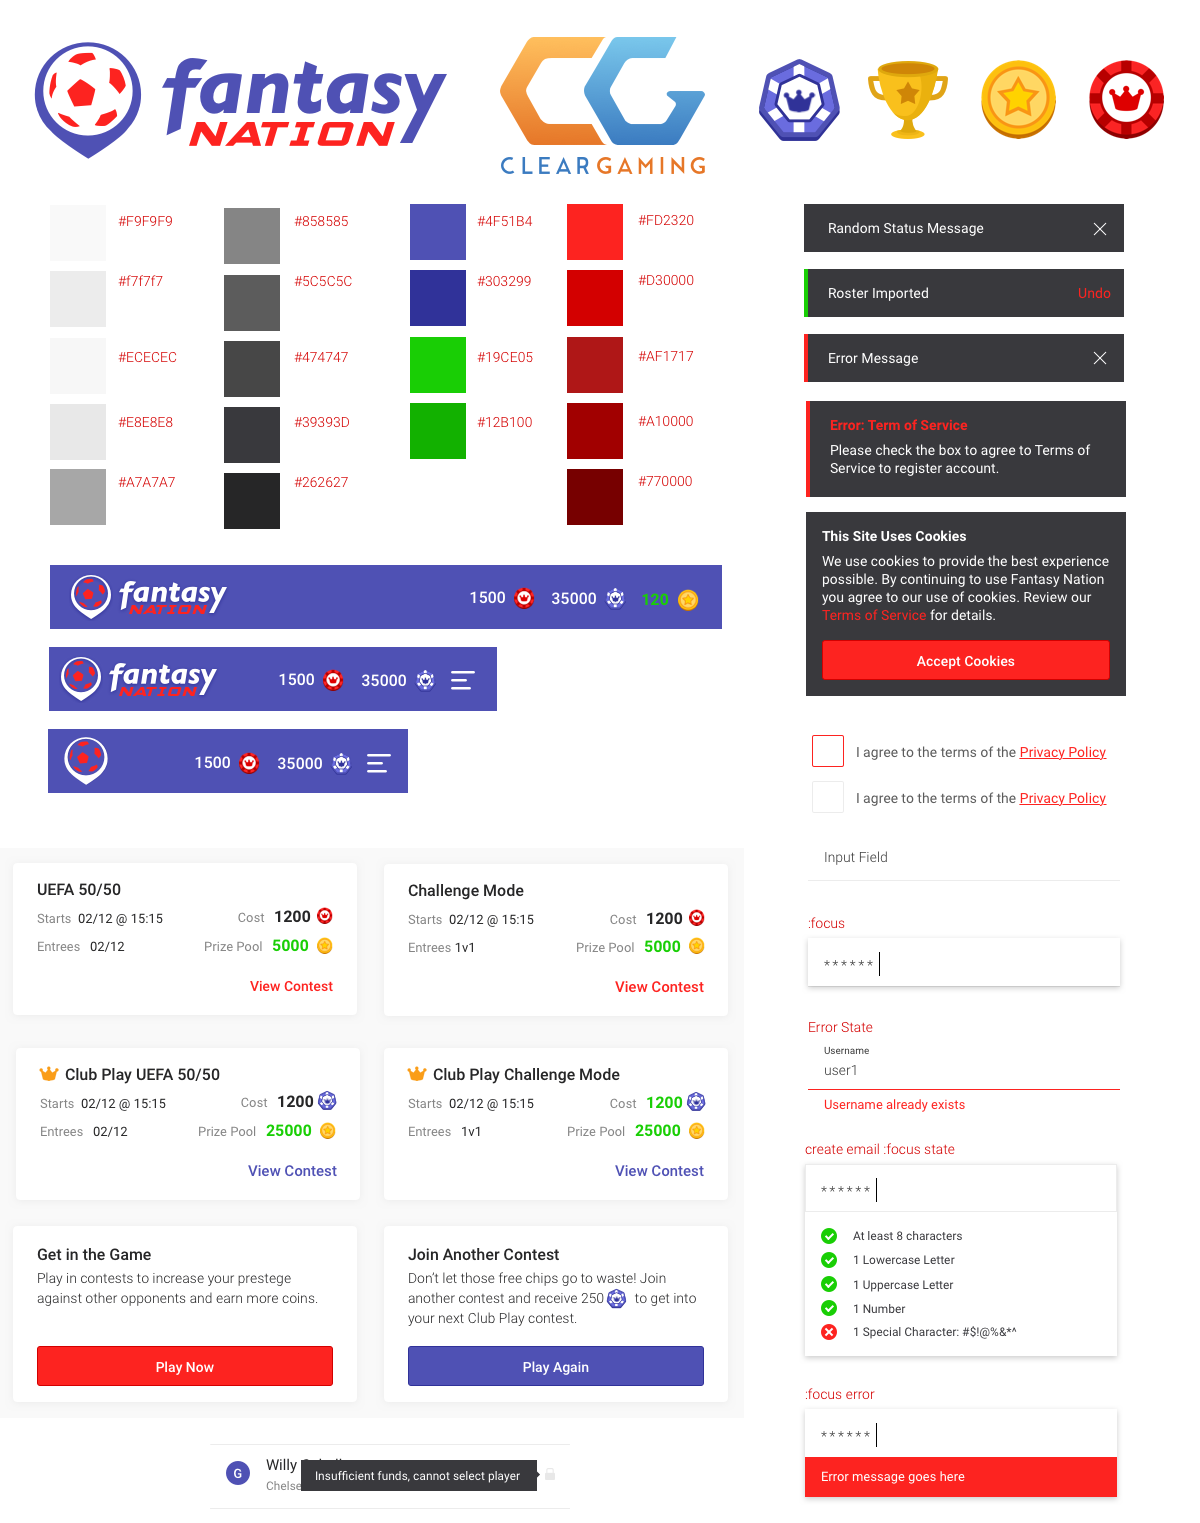 fantasy
NATION
CLEARGAMING
#F9F9F9
#f7f7f7
#ECECEC
#E8E8E8
#A7A7A7
#858585
#5C5C5C
#474747
#39393D
#262627
#4F51B4
#303299
#19CE05
#12B100
#FD2320
#D30000
#AF1717
#A10000
#770000
Random Status Message
Roster Imported Undo
Error Message
Error: Term of Service
Please check the box to agree to Terms of
Service to register account.
This Site Uses Cookies
We use cookies to provide the best experience
possible. By continuing to use Fantasy Nation
you agree to our use of cookies. Review our
Terms of Service for details.
Accept Cookies
fantasy
NATION
1500 35000 120
fantasy
NATION
1500 35000
1500 35000
I agree to the terms of the Privacy Policy
I agree to the terms of the Privacy Policy
Input Field
:focus
******
Error State
Username
user1
Username already exists
create email :focus state
******
At least 8 characters
1 Lowercase Letter
1 Uppercase Letter
1 Number
1 Special Character: #$!@%&*^
:focus error
******
Error message goes here
UEFA 50/50
Starts 02/12 @ 15:15 Cost 1200
Entrees 02/12 Prize Pool 5000
View Contest
Challenge Mode
Starts 02/12 @ 15:15 Cost 1200
Entrees 1v1 Prize Pool 5000
View Contest
Club Play UEFA 50/50
Starts 02/12 @ 15:15 Cost 1200
Entrees 02/12 Prize Pool 25000
View Contest
Club Play Challenge Mode
Starts 02/12 @ 15:15 Cost 1200
Entrees 1v1 Prize Pool 25000
View Contest
Get in the Game
Play in contests to increase your prestege
against other opponents and earn more coins.
Play Now
Join Another Contest
Don't let those free chips go to waste! Join
another contest and receive 250 to get into
your next Club Play contest.
Play Again
G
Willy
Chelse
Insufficient funds, cannot select player